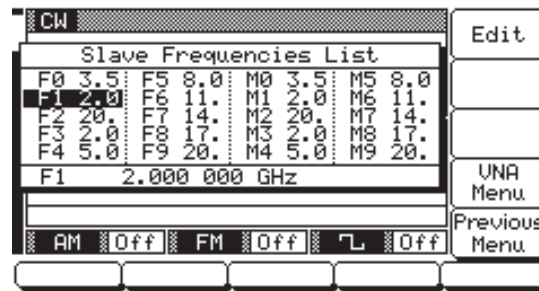 CW
Slave Frequencies List
F0 3.5 F5 8.0 M0 3.5 M5 8.0
F1 2.0 F6 11. M1 2.0 M6 11.
F2 20. F7 14. M2 20. M7 14.
F3 2.0 F8 17. M3 2.0 M8 17.
F4 5.0 F9 20. M4 5.0 M9 20.
F1 2.000 000 GHz
AM Off FM Off Off
Edit
VNA
Menu
Previous
Menu